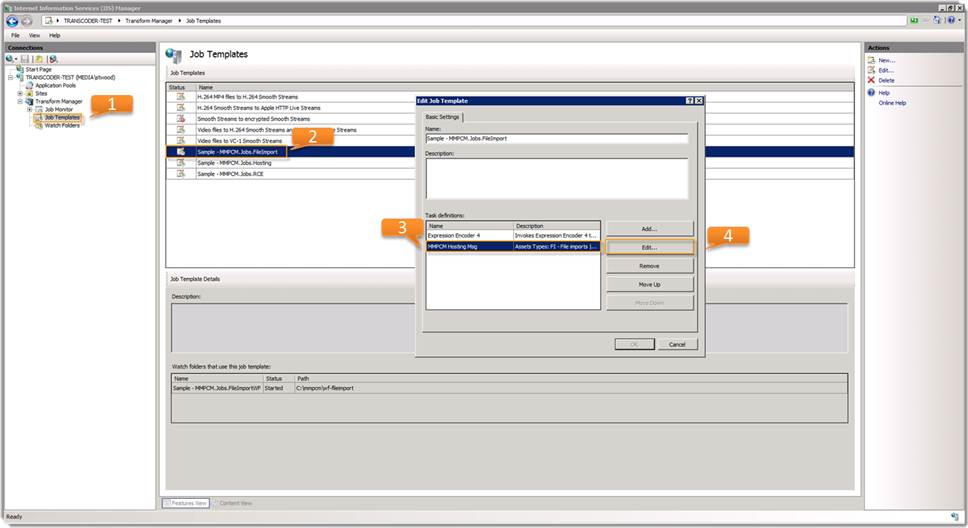 Internet Information Services (IIS) Manager
TRANSCODER-TEST
Transform Manager
Job Templates
File View Help
Connections
Start Page
TRANSCODER-TEST (MEDIA\stwood)
Application Pools
Sites
Transform Manager
Job Monitor
Job Templates
Watch Folders
1
Job Templates
Job Templates
Status Name
H.264 MP4 files to H.264 Smooth Streams
H.264 Smooth Streams to Apple HTTP Live Streams
Smooth Streams to encrypted Smooth Streams
Video files to H.264 Smooth Streams an e Streams
Video files to VC-1 Smooth Streams
Sample - MMPCM.Jobs.FileImport
Sample - MMPCM.Jobs.Hosting
Sample - MMPCM.Jobs.RCE
2
Edit Job Template
Basic Settings
Name:
Sample - MMPCM.Jobs.FileImport
Description:
Task definitions:
Name Description
Expression Encoder 4 Invokes Expression Encoder 4 t...
MMPCM Hosting Msg Assets Types: FI - File imports |...
3
Add...
Edit...
4
Remove
Move Up
Move Down
OK Cancel
Job Template Details
Description:
Watch folders that use this job template:
Name Status Path
Sample - MMPCM.Jobs.FileImportWF Started C:\mmpcm\wf-fileimport
Features View Content View
Actions
New...
Edit...
Delete
Help
Online Help
Ready